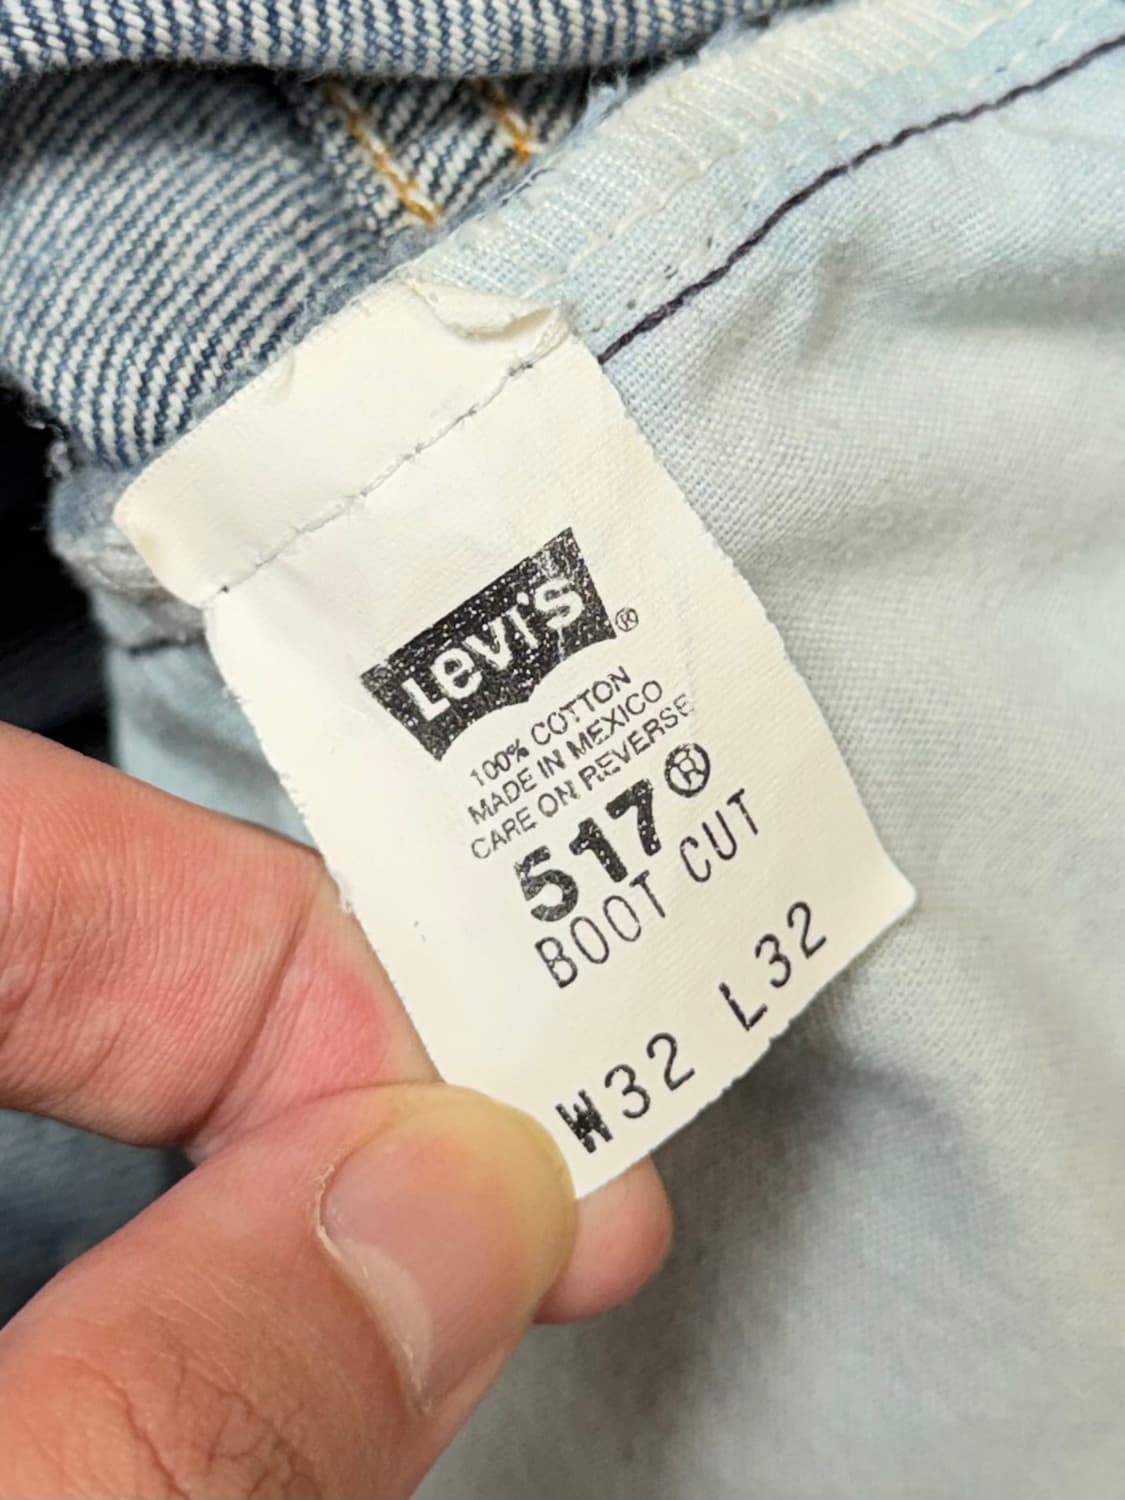 Levi's®
100% COTTON
MADE IN MEXICO
CARE ON REVERSE
517®
BOOT CUT
W32 L32